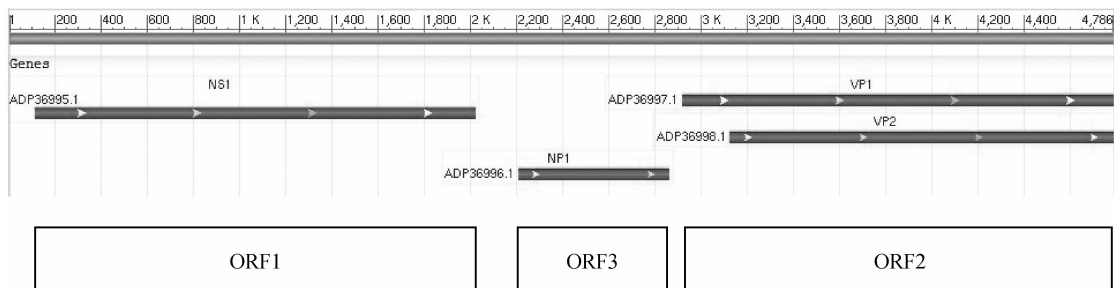 1 200 400 600 800 1 K 1,200 1,400 1,600 1,800 2 K 2,200 2,400 2,600 2,800 3 K 3,200 3,400 3,600 3,800 4 K 4,200 4,400 4,786
Genes
NS1 VP1
ADP36995.1 ADP36997.1
VP2
ADP36998.1
NP1
ADP36996.1
ORF1 ORF3 ORF2